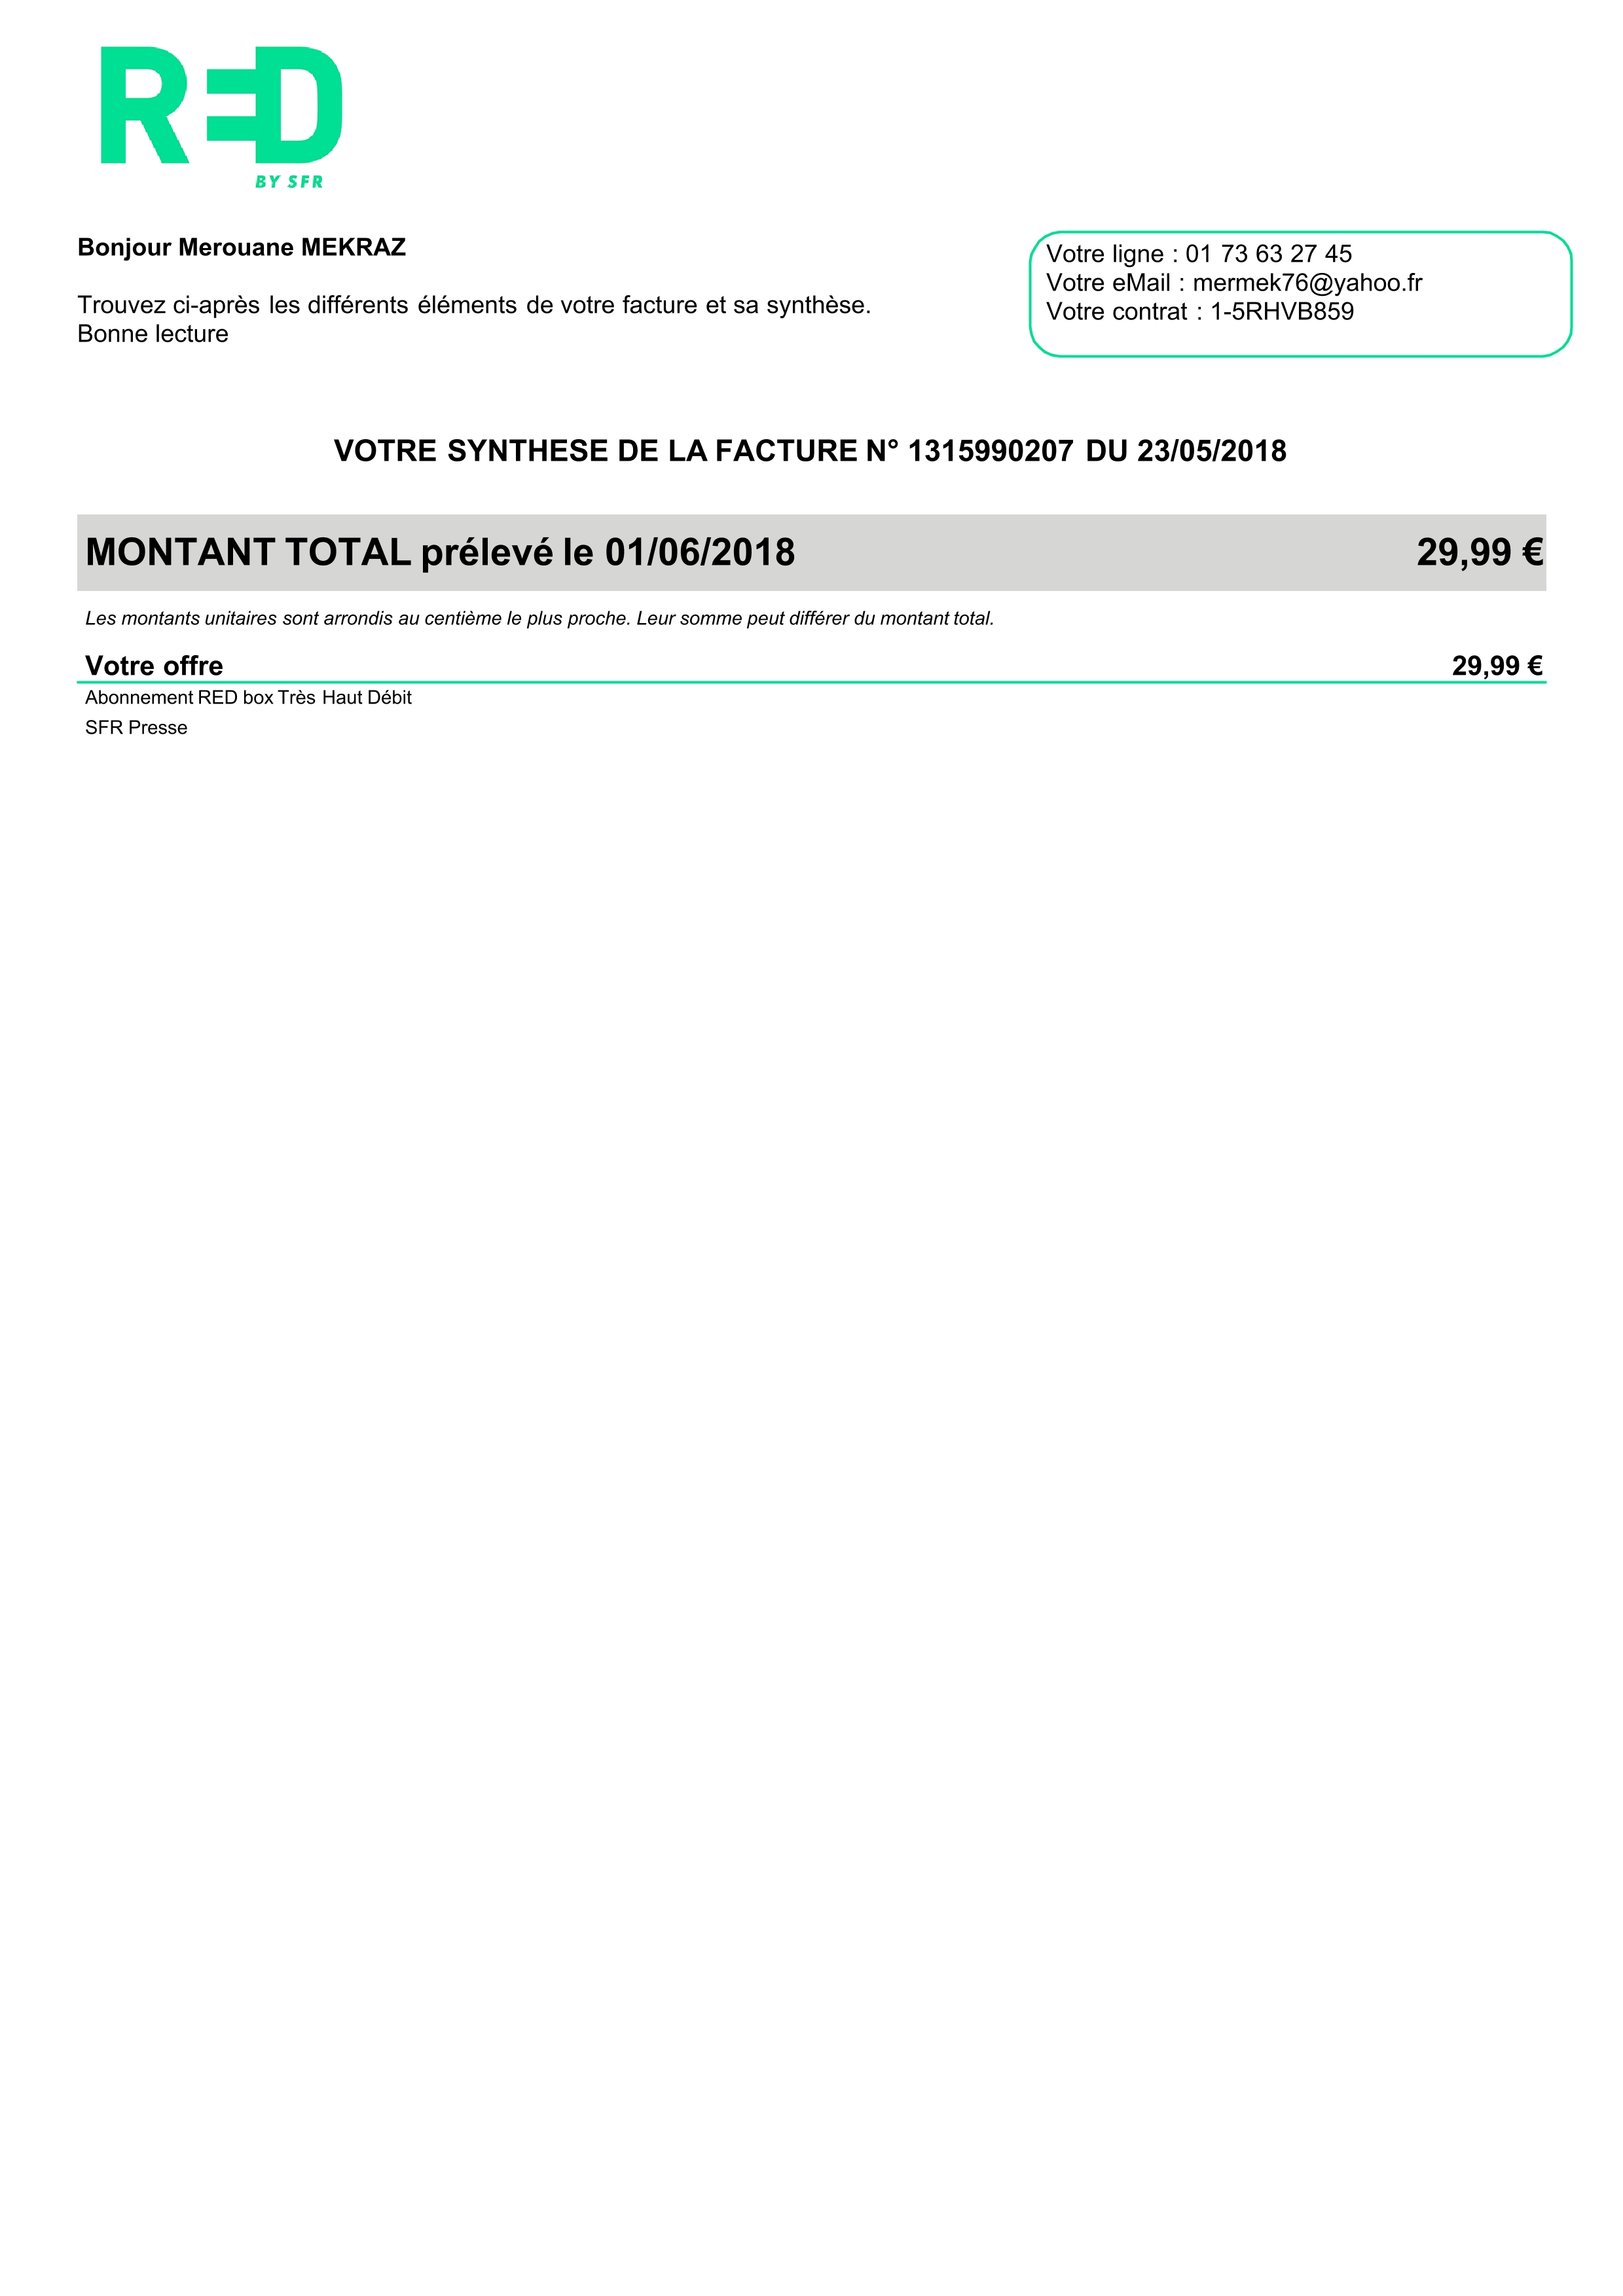 RED
BY SFR
Bonjour Merouane MEKRAZ
Trouvez ci-après les différents éléments de votre facture et sa synthèse.
Bonne lecture
Votre ligne : 01 73 63 27 45
Votre eMail : mermek76@yahoo.fr
Votre contrat : 1-5RHVB859
VOTRE SYNTHESE DE LA FACTURE N° 1315990207 DU 23/05/2018
MONTANT TOTAL prélevé le 01/06/2018 29,99 €
Les montants unitaires sont arrondis au centième le plus proche. Leur somme peut différer du montant total.
Votre offre 29,99 €
Abonnement RED box Très Haut Débit
SFR Presse